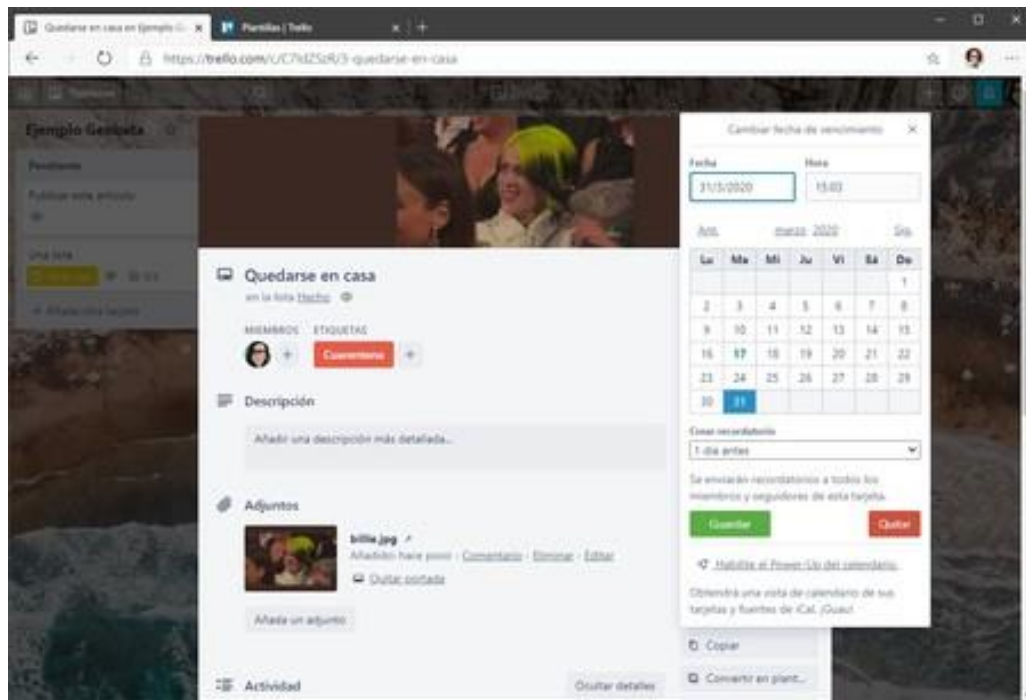 Quedarse en casa en Ejemplo G
Plantillas | Trello
https://trello.com/c/C7IdZSzR/3-quedarse-en-casa
Ejemplo Genbeta
Pendiente
Publicar este artículo
Una lista
+ Añada otra tarjeta
Quedarse en casa
en la lista Hecho
MIEMBROS ETIQUETAS
+ Cuarentena +
Descripción
Añadir una descripción más detallada...
Adjuntos
billie.jpg ↗
Añadido: hace poco - Comentario - Eliminar - Editar
Quitar portada
Añada un adjunto
Actividad
Ocultar detalles
Cambiar fecha de vencimiento ×
Fecha Hora
31/3/2020 15:03
Ant. marzo 2020 Sig.
Lu Ma Mi Ju Vi Sá Do
1
2 3 4 5 6 7 8
9 10 11 12 13 14 15
16 17 18 19 20 21 22
23 24 25 26 27 28 29
30 31
Crear recordatorio
1 día antes
Se enviarán recordatorios a todos los
miembros y seguidores de esta tarjeta.
Guardar Quitar
Habilite el Power-Up del calendario.
Obtendrá una vista de calendario de sus
tarjetas y fuentes de iCal. ¡Guau!
Copiar
Convertir en plant...